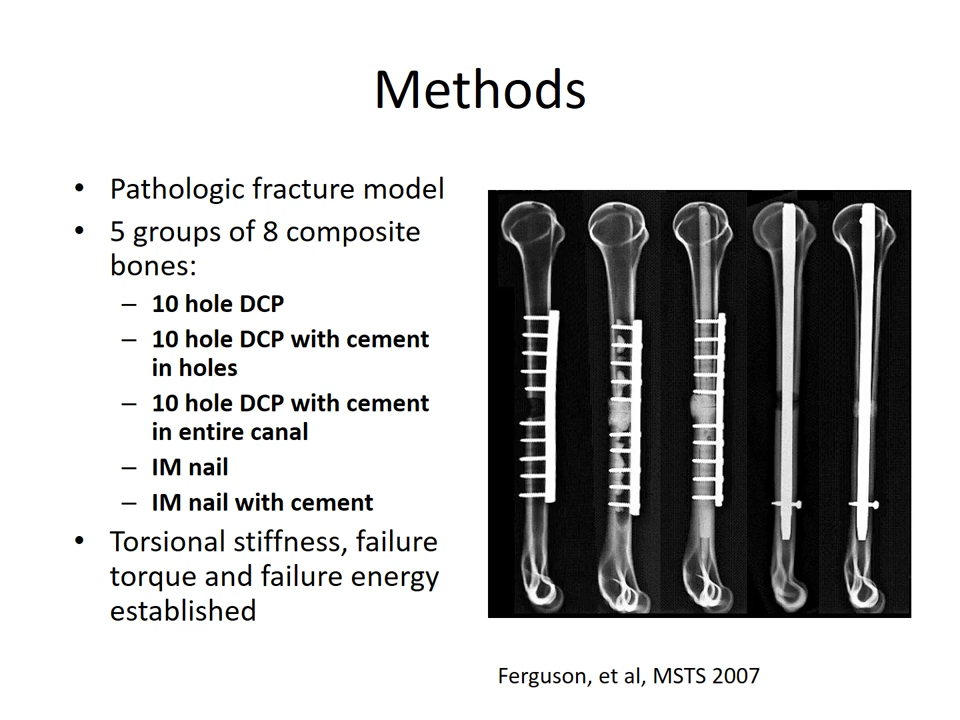 Methods
• Pathologic fracture model
• 5 groups of 8 composite
bones:
– 10 hole DCP
– 10 hole DCP with cement
in holes
– 10 hole DCP with cement
in entire canal
– IM nail
– IM nail with cement
• Torsional stiffness, failure
torque and failure energy
established
Ferguson, et al, MSTS 2007